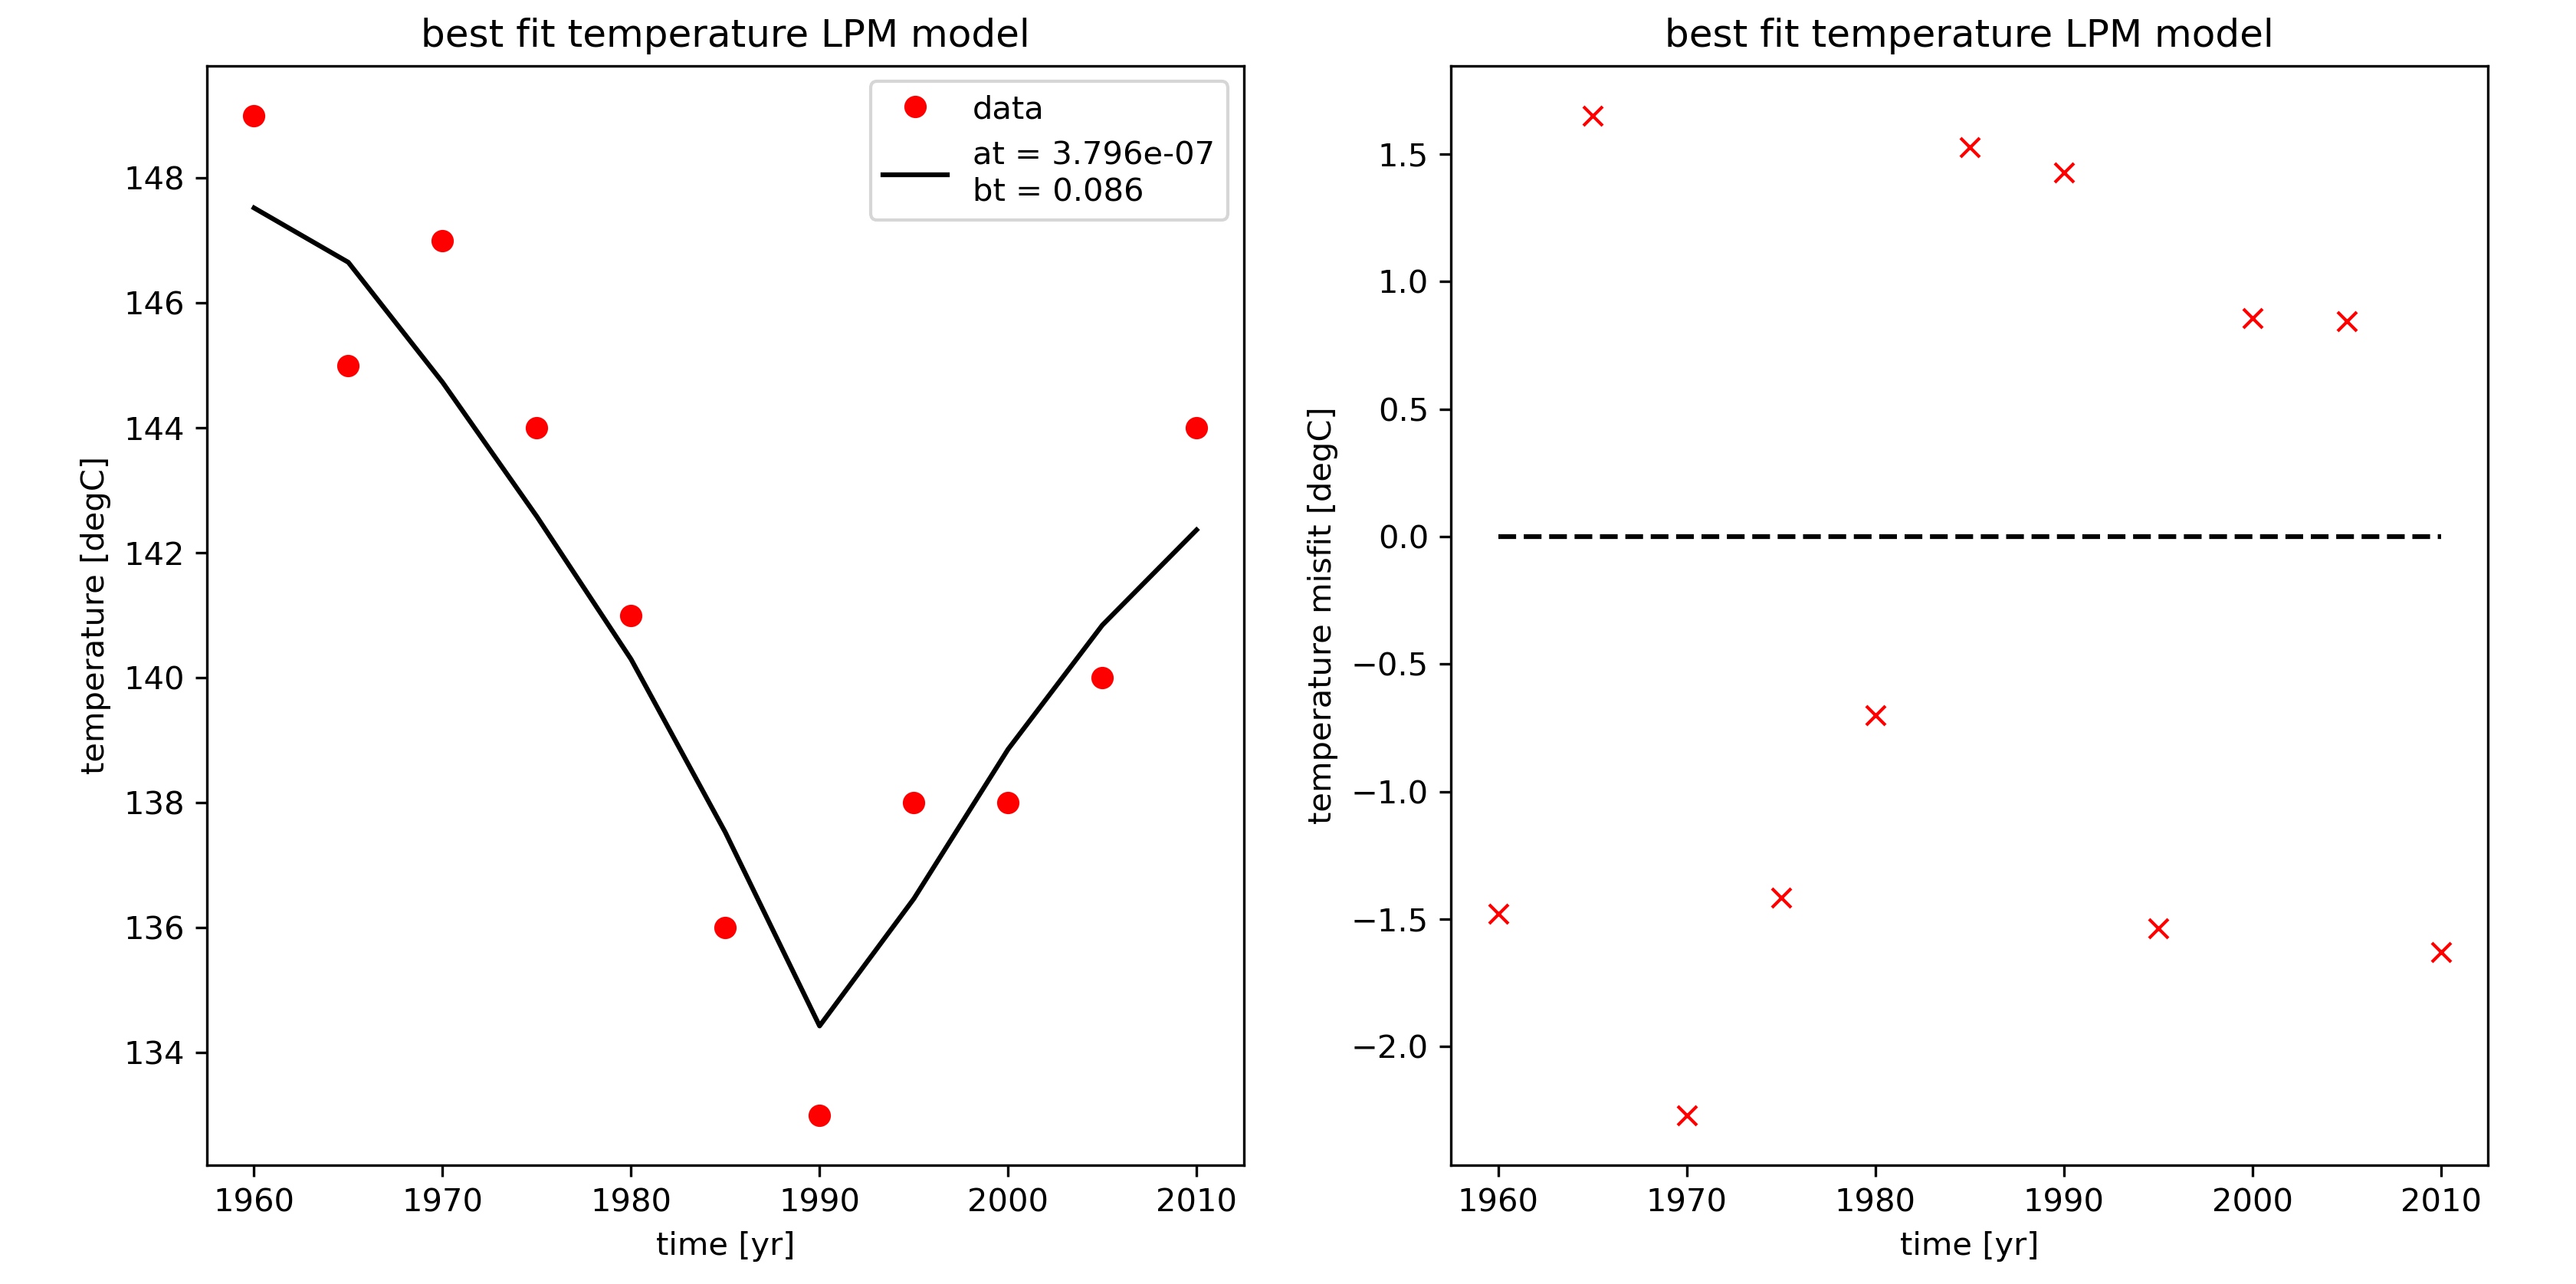 best fit temperature LPM model
data
at = 3.796e-07
bt = 0.086
148
146
144
142
140
138
136
134
temperature [degC]
1960 1970 1980 1990 2000 2010
time [yr]
best fit temperature LPM model
1.5
1.0
0.5
0.0
−0.5
−1.0
−1.5
−2.0
temperature misfit [degC]
1960 1970 1980 1990 2000 2010
time [yr]